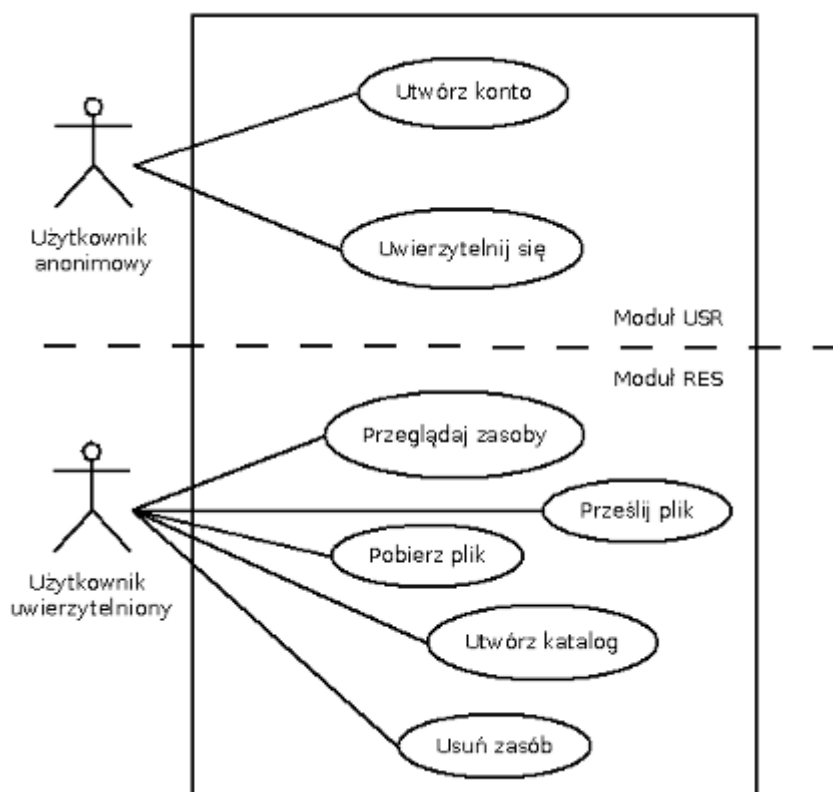 Utwórz konto
Użytkownik
anonimowy
Uwierzytelnij się
Moduł USR
Moduł RES
Przeglądaj zasoby
Prześlij plik
Pobierz plik
Użytkownik
uwierzytelniony
Utwórz katalog
Usuń zasób